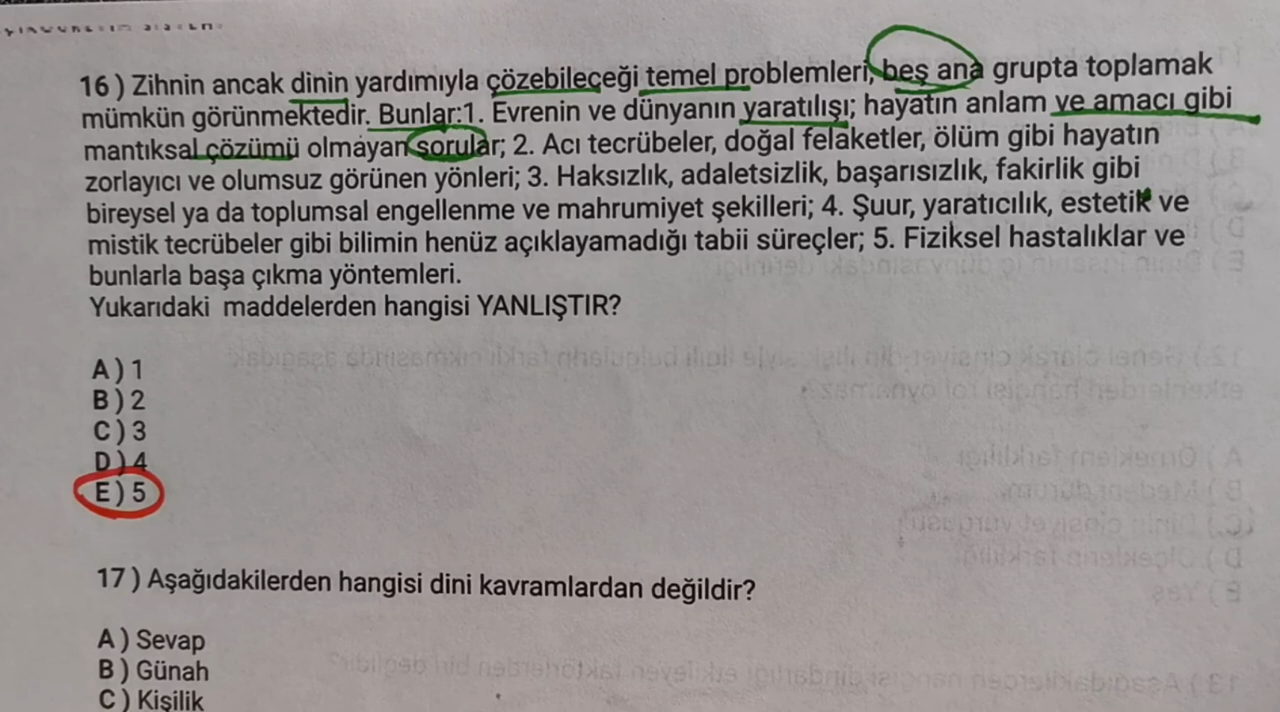 16 ) Zihnin ancak dinin yardımıyla çözebileceği temel problemleri, beş ana grupta toplamak
mümkün görünmektedir. Bunlar:1. Evrenin ve dünyanın yaratılışı; hayatın anlam ve amacı gibi
mantıksal çözümü olmayan sorular; 2. Acı tecrübeler, doğal felaketler, ölüm gibi hayatın
zorlayıcı ve olumsuz görünen yönleri; 3. Haksızlık, adaletsizlik, başarısızlık, fakirlik gibi
bireysel ya da toplumsal engellenme ve mahrumiyet şekilleri; 4. Şuur, yaratıcılık, estetik ve
mistik tecrübeler gibi bilimin henüz açıklayamadığı tabii süreçler; 5. Fiziksel hastalıklar ve
bunlarla başa çıkma yöntemleri.
Yukarıdaki maddelerden hangisi YANLIŞTIR?
A ) 1
B ) 2
C ) 3
D ) 4
E ) 5
17 ) Aşağıdakilerden hangisi dini kavramlardan değildir?
A ) Sevap
B ) Günah
C ) Kişilik